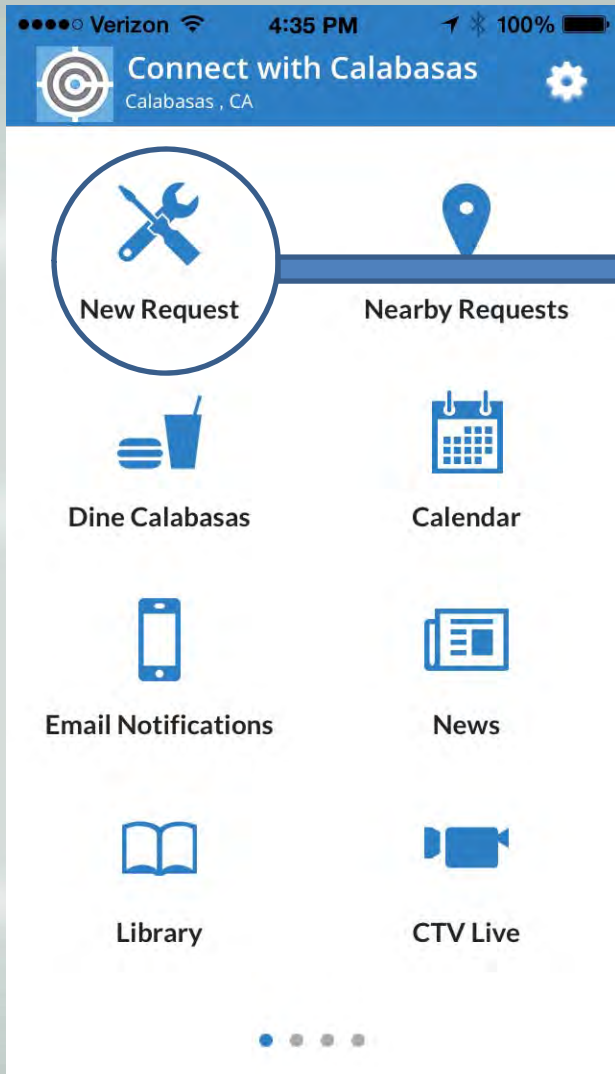 Verizon 4:35 PM 100%
Connect with Calabasas
Calabasas , CA
New Request Nearby Requests
Dine Calabasas Calendar
Email Notifications News
Library CTV Live